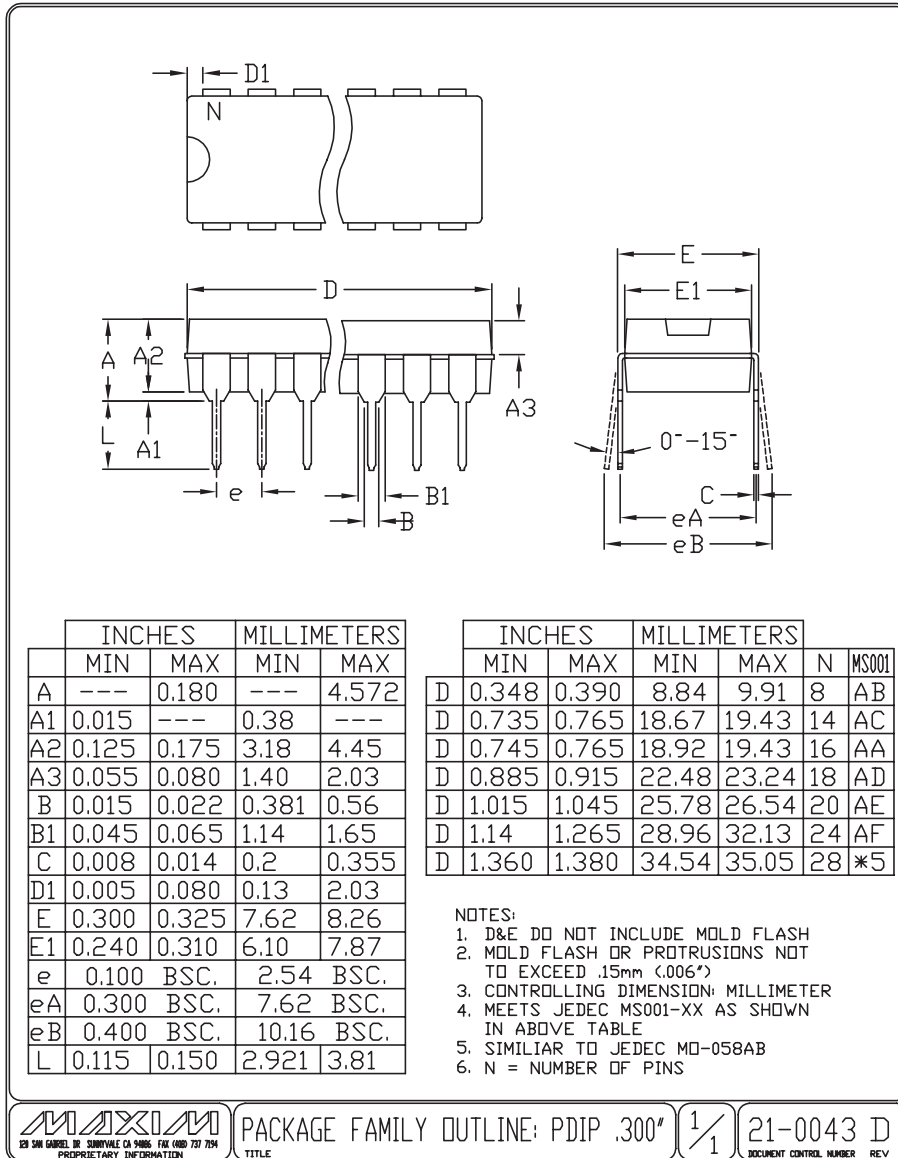 D1
N
D
E
E1
A
A2
A3
L
A1
0°-15°
e
B1
B
C
eA
eB
INCHES MILLIMETERS
MIN MAX MIN MAX
A --- 0.180 --- 4.572
A1 0.015 --- 0.38 ---
A2 0.125 0.175 3.18 4.45
A3 0.055 0.080 1.40 2.03
B 0.015 0.022 0.381 0.56
B1 0.045 0.065 1.14 1.65
C 0.008 0.014 0.2 0.355
D1 0.005 0.080 0.13 2.03
E 0.300 0.325 7.62 8.26
E1 0.240 0.310 6.10 7.87
e 0.100 BSC. 2.54 BSC.
eA 0.300 BSC. 7.62 BSC.
eB 0.400 BSC. 10.16 BSC.
L 0.115 0.150 2.921 3.81
INCHES MILLIMETERS
MIN MAX MIN MAX N MS001
D 0.348 0.390 8.84 9.91 8 AB
D 0.735 0.765 18.67 19.43 14 AC
D 0.745 0.765 18.92 19.43 16 AA
D 0.885 0.915 22.48 23.24 18 AD
D 1.015 1.045 25.78 26.54 20 AE
D 1.14 1.265 28.96 32.13 24 AF
D 1.360 1.380 34.54 35.05 28 *5
NOTES:
1. D&E DO NOT INCLUDE MOLD FLASH
2. MOLD FLASH OR PROTRUSIONS NOT
TO EXCEED .15mm (.006")
3. CONTROLLING DIMENSION: MILLIMETER
4. MEETS JEDEC MS001-XX AS SHOWN
IN ABOVE TABLE
5. SIMILIAR TO JEDEC MO-058AB
6. N = NUMBER OF PINS
MAXIM
120 SAN GABRIEL DR SUNNYVALE CA 94086 FAX (408) 737 7194
PROPRIETARY INFORMATION
PACKAGE FAMILY OUTLINE: PDIP .300"
TITLE
1/1
21-0043 D
DOCUMENT CONTROL NUMBER REV